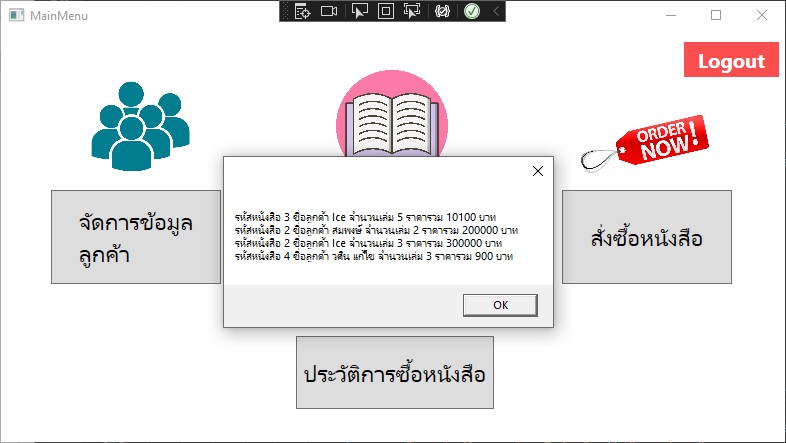 MainMenu
Logout
ORDER
NOW!
จัดการข้อมูล
ลูกค้า
สั่งซื้อหนังสือ
รหัสหนังสือ 3 ชื่อลูกค้า Ice จำนวนเล่ม 5 ราคารวม 10100 บาท
รหัสหนังสือ 2 ชื่อลูกค้า สมพงษ์ จำนวนเล่ม 2 ราคารวม 200000 บาท
รหัสหนังสือ 2 ชื่อลูกค้า Ice จำนวนเล่ม 3 ราคารวม 300000 บาท
รหัสหนังสือ 4 ชื่อลูกค้า วศิน แก้ไข จำนวนเล่ม 3 ราคารวม 900 บาท
OK
ประวัติการซื้อหนังสือ